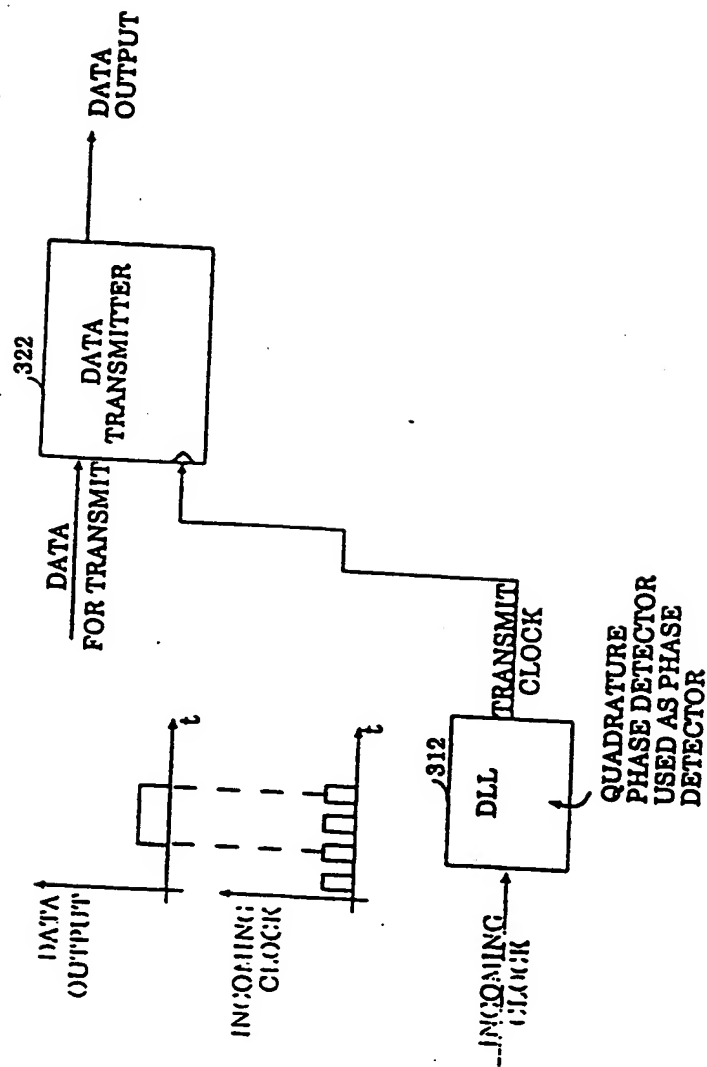 DATA
OUTPUT
t
INCOMING
CLOCK
t
INCOMING
CLOCK
312
DLL
TRANSMIT
CLOCK
QUADRATURE
PHASE DETECTOR
USED AS PHASE
DETECTOR
DATA
FOR TRANSMIT
322
DATA
TRANSMITTER
DATA
OUTPUT